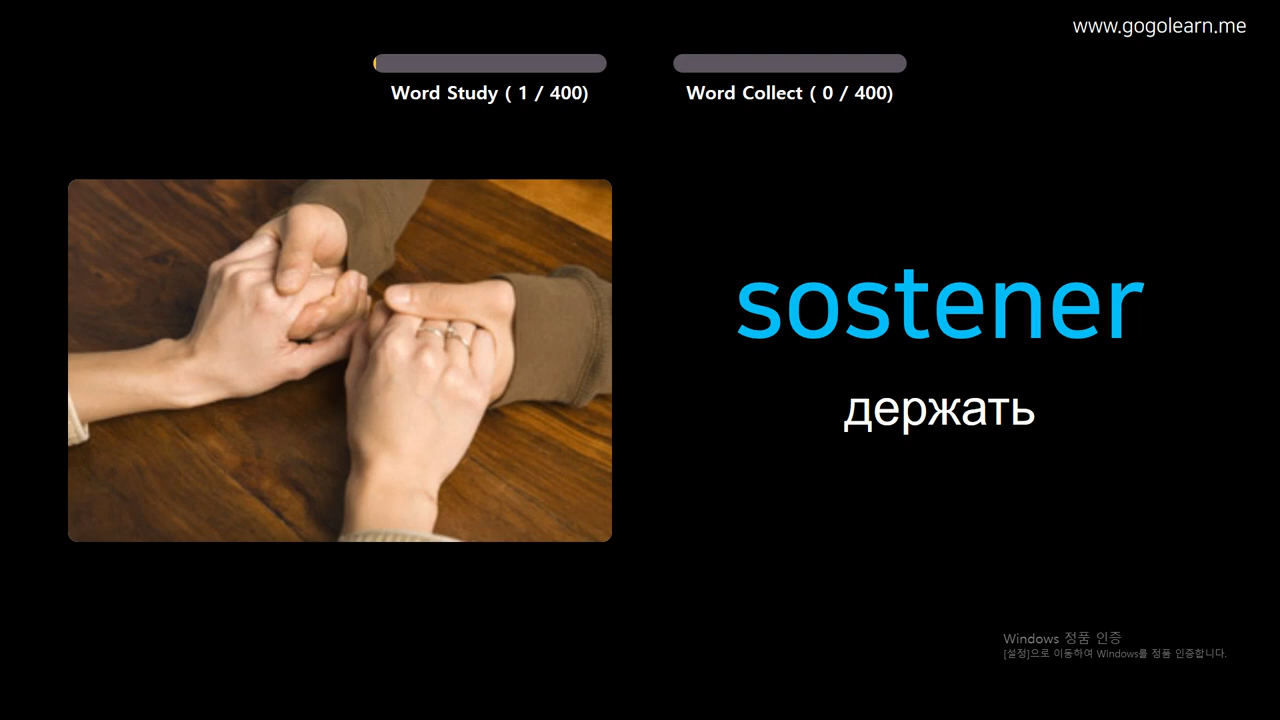 www.gogolearn.me
Word Study ( 1 / 400)
Word Collect ( 0 / 400)
sostener
держать
Windows 정품 인증
[설정]으로 이동하여 Windows를 정품 인증합니다.